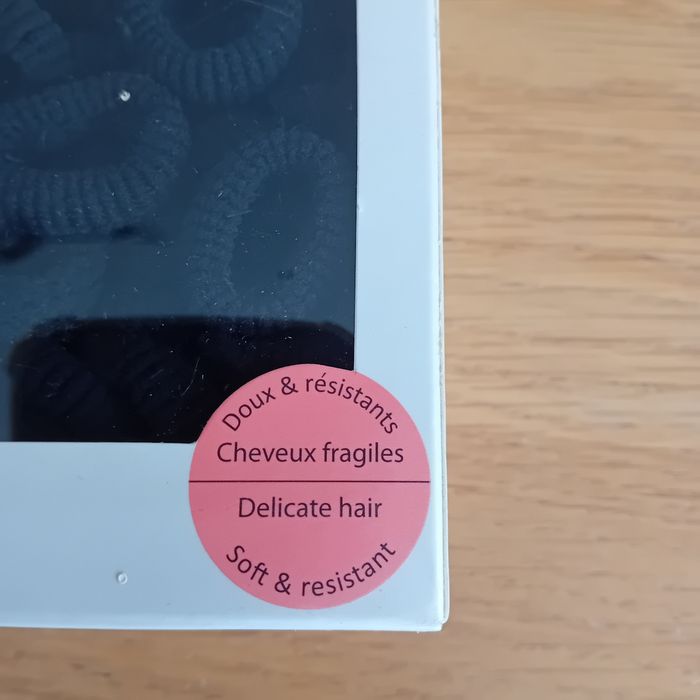 Doux & résistants
Cheveux fragiles
Delicate hair
Soft & resistant